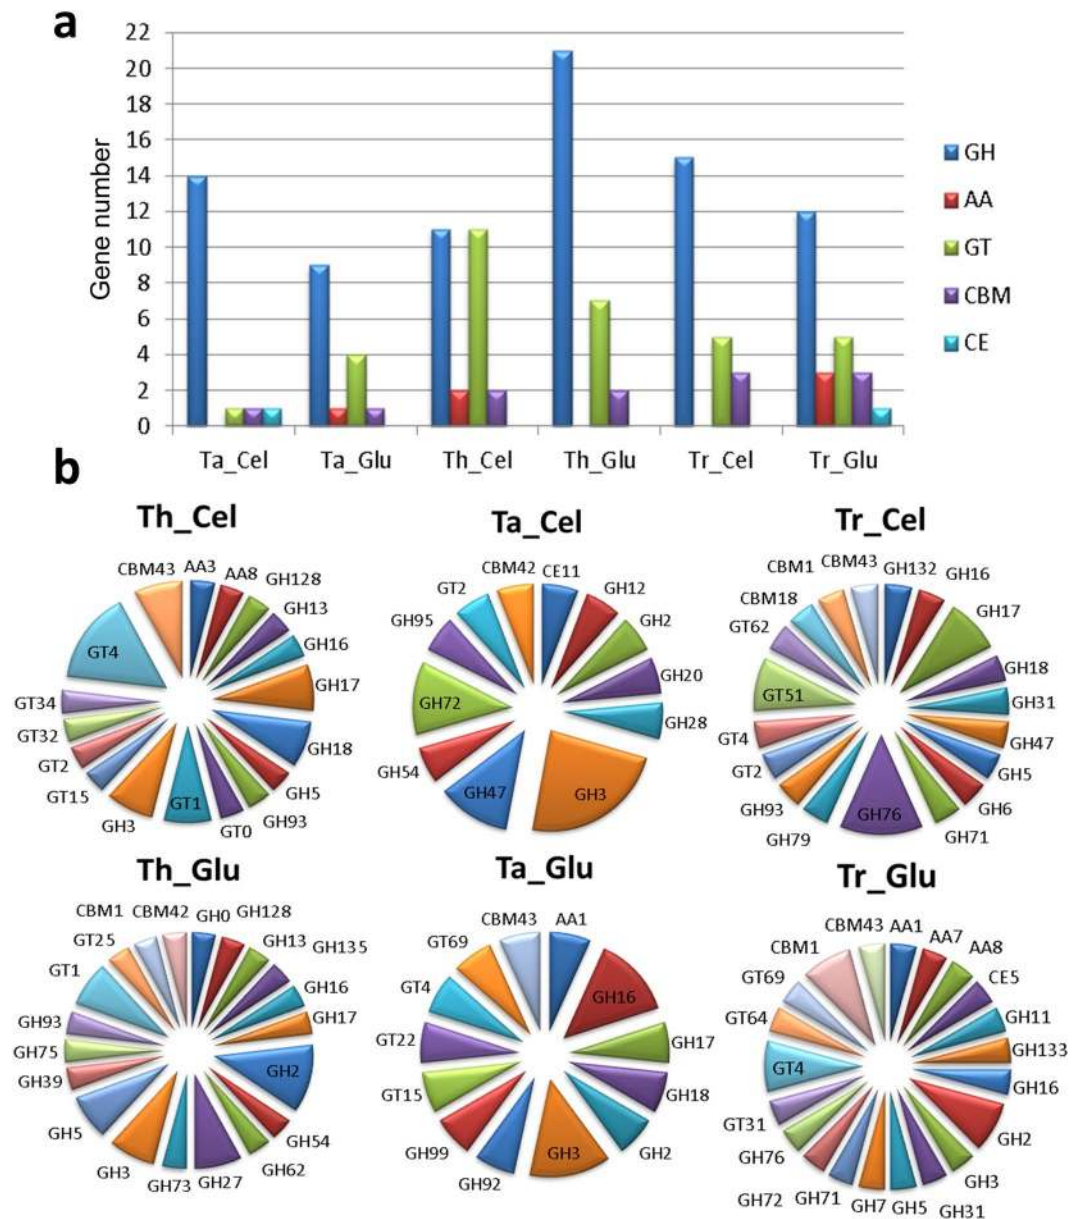 a
22
20
18
16
14
12
10
8
6
4
2
0
Gene number
Ta_Cel Ta_Glu Th_Cel Th_Glu Tr_Cel Tr_Glu
GH
AA
GT
CBM
CE
b
Th_Cel
CBM43 AA3 AA8 GH128
GH13
GH16
GH17
GH18
GH5
GH93
GT0
GT1
GH3
GT15
GT2
GT32
GT34
GT4
Ta_Cel
CBM42 CE11 GH12
GH2
GH20
GH28
GH3
GH47
GH54
GH72
GH95
GT2
Tr_Cel
CBM1 CBM43 GH132 GH16
GH17
GH18
GH31
GH47
GH5
GH6
GH71
GH76
GH79
GH93
GT2
GT4
GT51
GT62
CBM18
Th_Glu
CBM1 CBM42 GH0 GH128
GH13 GH135
GH16
GH17
GH2
GH54
GH62
GH27
GH73
GH3
GH5
GH39
GH75
GH93
GT1
GT25
Ta_Glu
CBM43 AA1
GH16
GH17
GH18
GH2
GH3
GH92
GH99
GT15
GT22
GT4
GT69
Tr_Glu
CBM43 AA1 AA7
AA8
CE5
GH11
GH133
GH16
GH2
GH3
GH31
GH5
GH7
GH71
GH72
GH76
GT31
GT4
GT64
GT69
CBM1